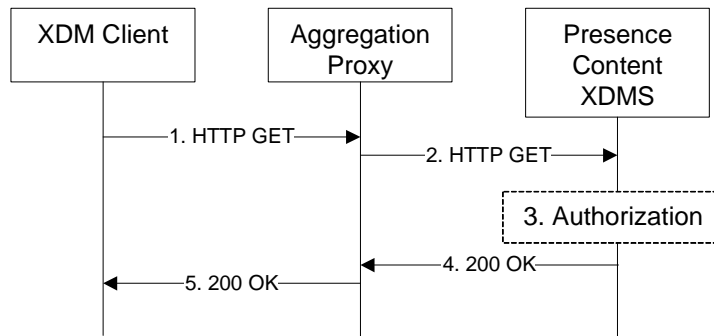 XDM Client
Aggregation
Proxy
Presence
Content
XDMS
1. HTTP GET
2. HTTP GET
3. Authorization
4. 200 OK
5. 200 OK